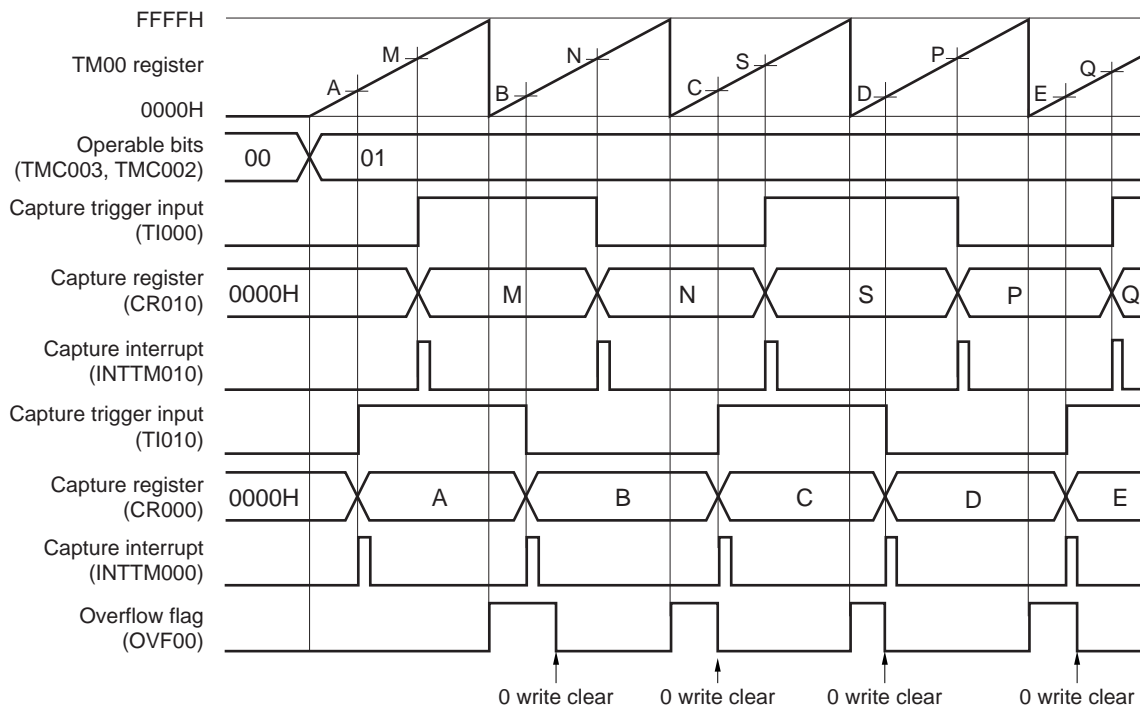 FFFFH
TM00 register
0000H
A M B N C S D P E Q
Operable bits
(TMC003, TMC002)
00 01
Capture trigger input
(TI000)
Capture register
(CR010)
0000H M N S P Q
Capture interrupt
(INTTM010)
Capture trigger input
(TI010)
Capture register
(CR000)
0000H A B C D E
Capture interrupt
(INTTM000)
Overflow flag
(OVF00)
0 write clear 0 write clear 0 write clear 0 write clear